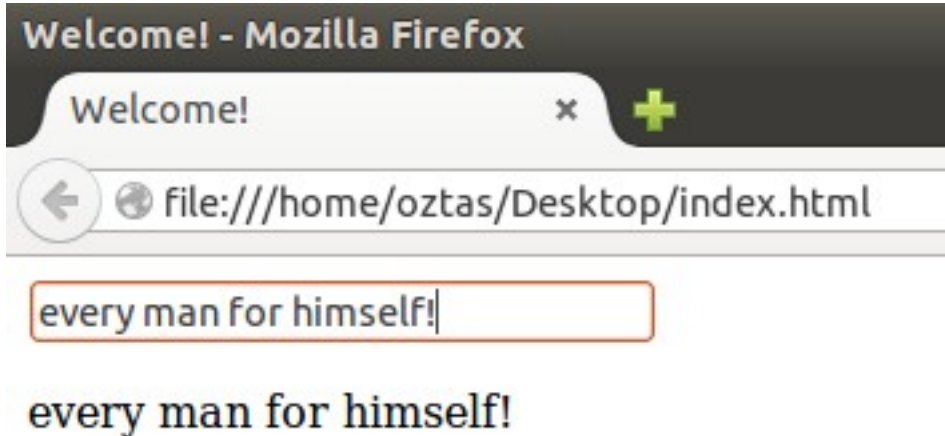 Welcome! - Mozilla Firefox
Welcome!
file:///home/oztas/Desktop/index.html
every man for himself!
every man for himself!